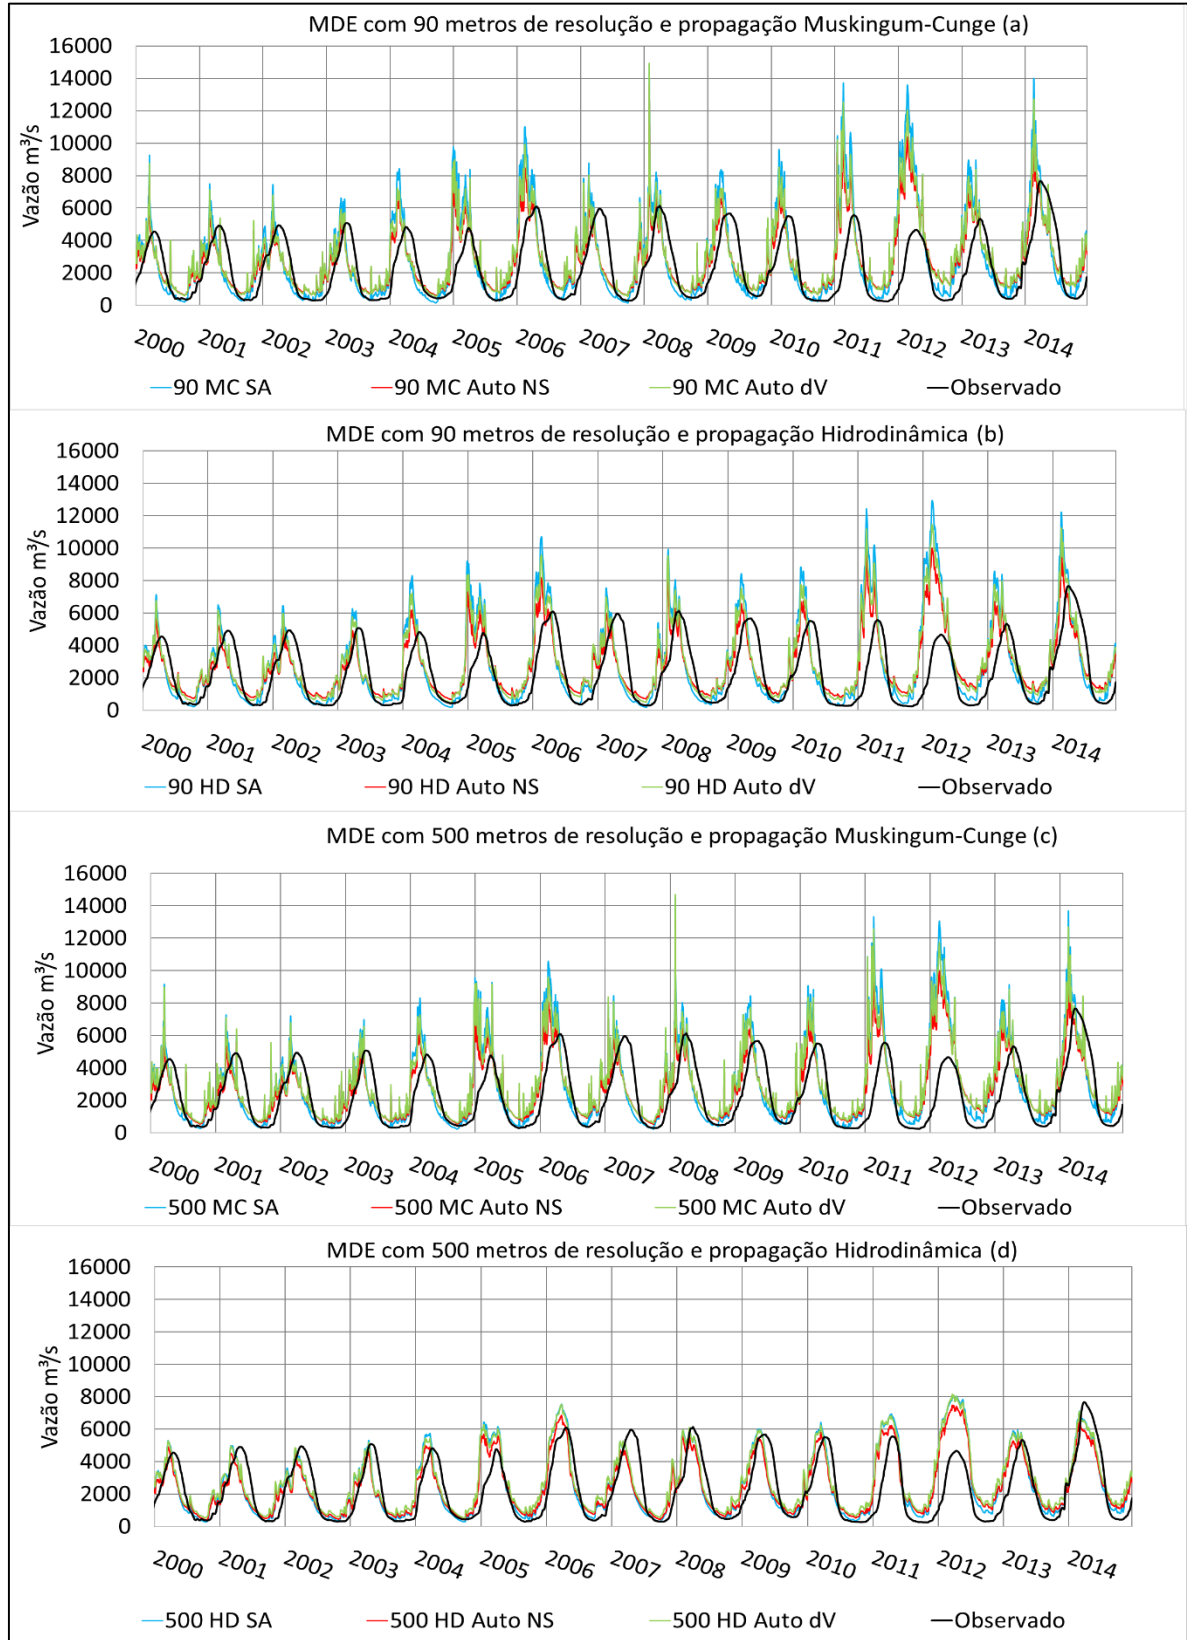 MDE com 90 metros de resolução e propagação Muskingum-Cunge (a)
Vazão m³/s
16000
14000
12000
10000
8000
6000
4000
2000
0
2000 2001 2002 2003 2004 2005 2006 2007 2008 2009 2010 2011 2012 2013 2014
90 MC SA 90 MC Auto NS 90 MC Auto dV Observado
MDE com 90 metros de resolução e propagação Hidrodinâmica (b)
Vazão m³/s
16000
14000
12000
10000
8000
6000
4000
2000
0
2000 2001 2002 2003 2004 2005 2006 2007 2008 2009 2010 2011 2012 2013 2014
90 HD SA 90 HD Auto NS 90 HD Auto dV Observado
MDE com 500 metros de resolução e propagação Muskingum-Cunge (c)
Vazão m³/s
16000
14000
12000
10000
8000
6000
4000
2000
0
2000 2001 2002 2003 2004 2005 2006 2007 2008 2009 2010 2011 2012 2013 2014
500 MC SA 500 MC Auto NS 500 MC Auto dV Observado
MDE com 500 metros de resolução e propagação Hidrodinâmica (d)
Vazão m³/s
16000
14000
12000
10000
8000
6000
4000
2000
0
2000 2001 2002 2003 2004 2005 2006 2007 2008 2009 2010 2011 2012 2013 2014
500 HD SA 500 HD Auto NS 500 HD Auto dV Observado